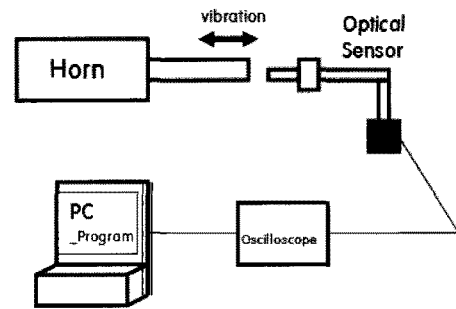 vibration
Optical
Sensor
Horn
PC
_Program
Oscilloscope